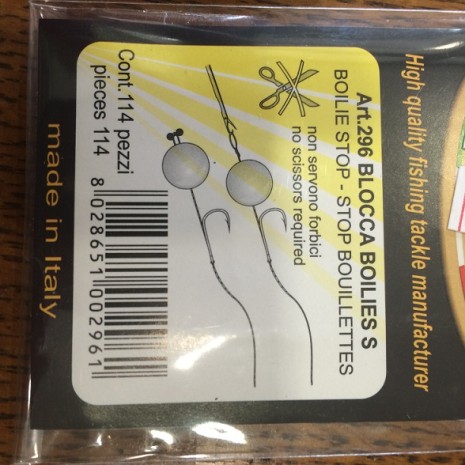 High quality fishing tackle manufacturer
Art.296 BLOCCA BOILIES S
BOILIE STOP - STOP BOUILLETTES
non servono forbici
no scissors required
Cont.114 pezzi
pieces 114
8 028651 002961
made in Italy